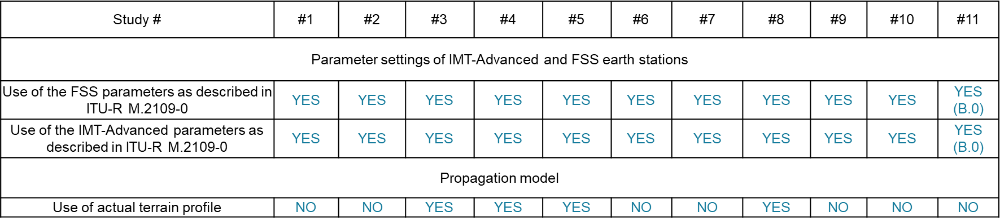 Study # #1 #2 #3 #4 #5 #6 #7 #8 #9 #10 #11
Parameter settings of IMT-Advanced and FSS earth stations
Use of the FSS parameters as described in
ITU-R M.2109-0
YES YES YES YES YES YES YES YES YES YES YES
(B.0)
Use of the IMT-Advanced parameters as
described in ITU-R M.2109-0
YES YES YES YES YES YES YES YES YES YES YES
(B.0)
Propagation model
Use of actual terrain profile NO NO YES YES YES NO NO YES NO NO NO